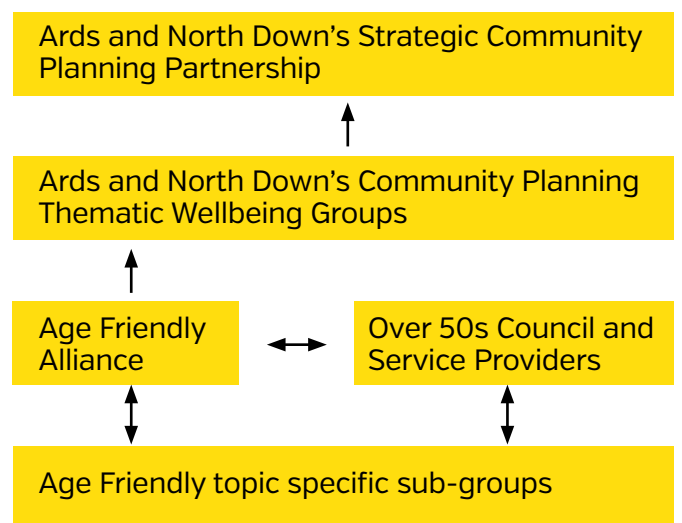 Ards and North Down’s Strategic Community
Planning Partnership
Ards and North Down’s Community Planning
Thematic Wellbeing Groups
Age Friendly
Alliance
Over 50s Council and
Service Providers
Age Friendly topic specific sub-groups